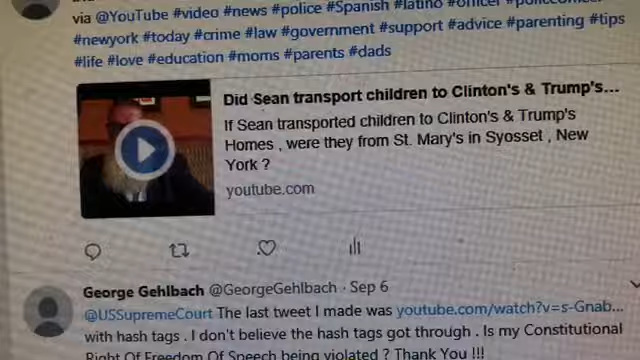 via @YouTube #video #news #police #Spanish #latino #officer
#newyork #today #crime #law #government #support #advice #parenting #tips
#life #love #education #moms #parents #dads
Did Sean transport children to Clinton's & Trump's...
If Sean transported children to Clinton's & Trump's
Homes , were they from St. Mary's in Syosset , New
York ?
youtube.com
George Gehlbach @GeorgeGehlbach · Sep 6
@USSupremeCourt The last tweet I made was youtube.com/watch?v=s-Gnab...
with hash tags . I don't believe the hash tags got through . Is my Constitutional
Right Of Freedom Of Speech being violated ? Thank You !!!